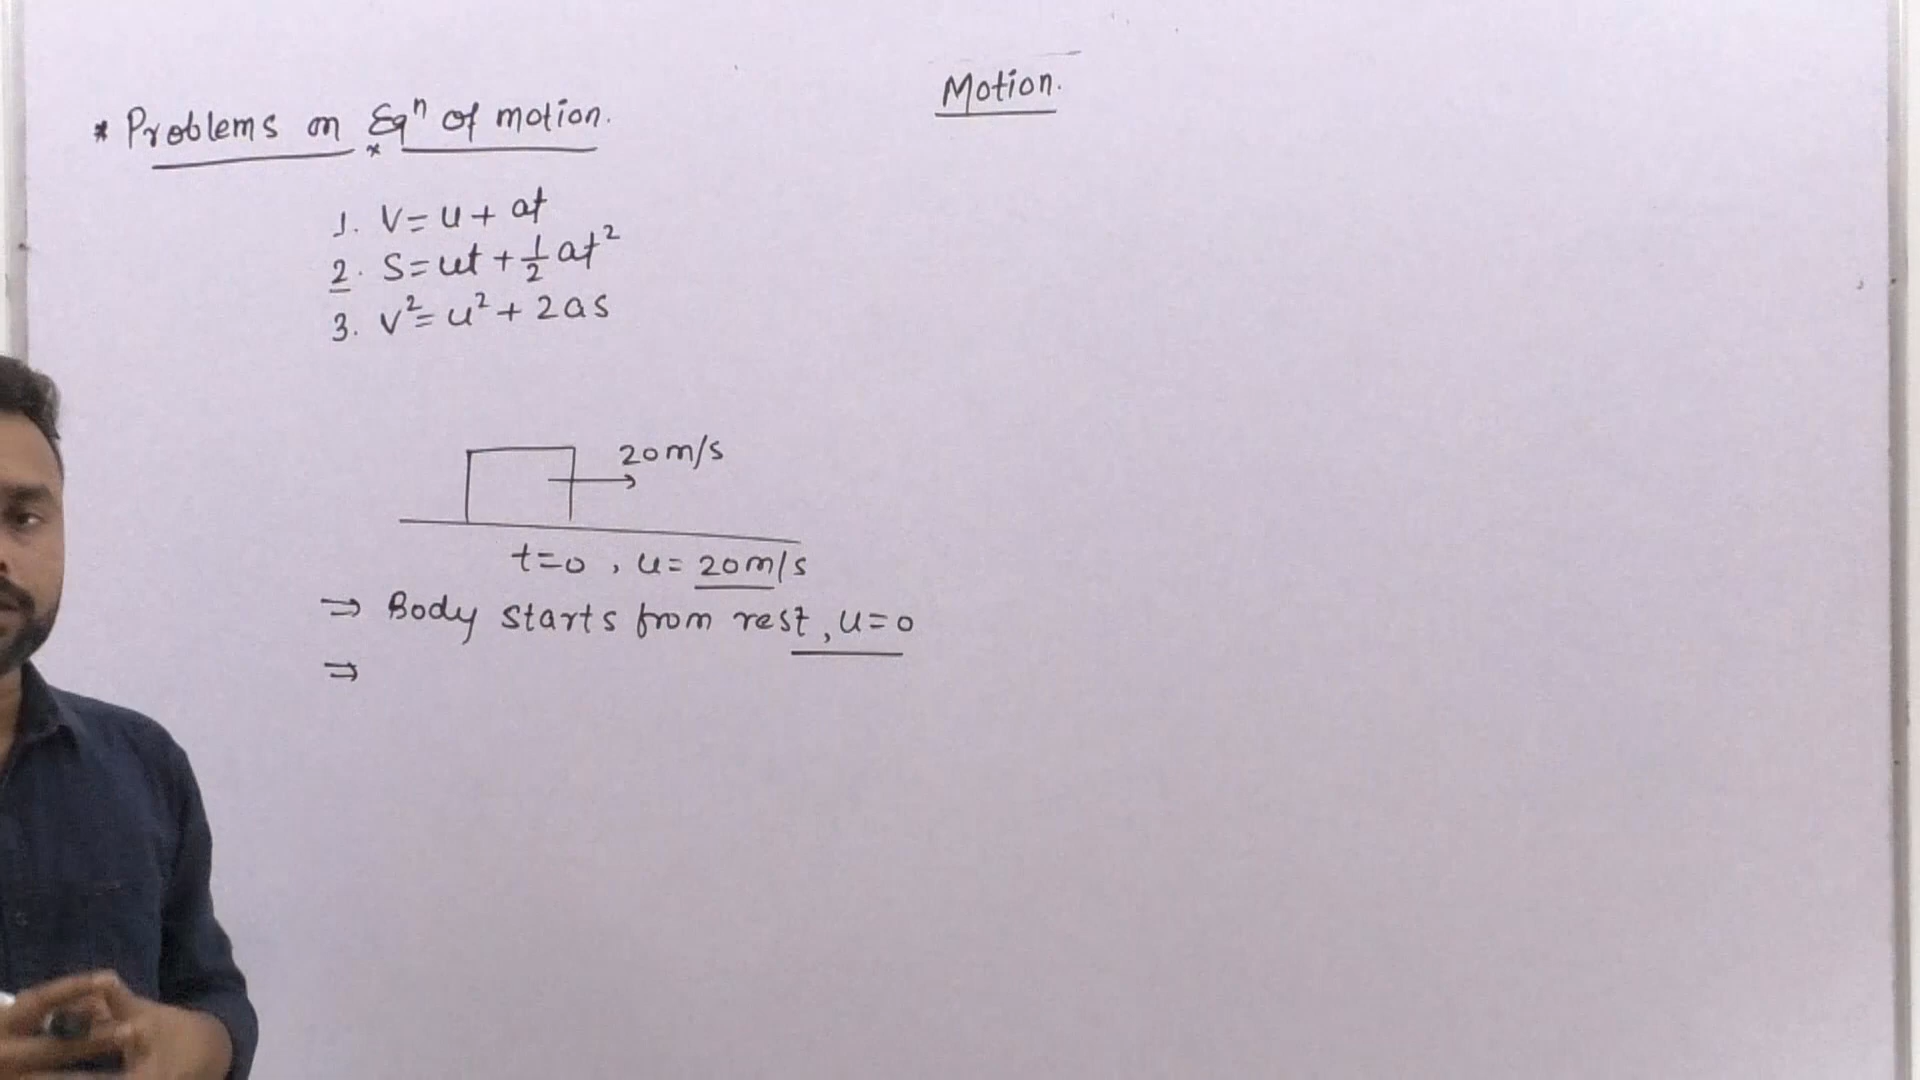 Motion.
* Problems on Eqⁿ of motion.
1. V = u + at
2. S = ut + 1/2 at²
3. v² = u² + 2as
20m/s
t=0, u= 20m/s
⇒ Body starts from rest, u=0
⇒